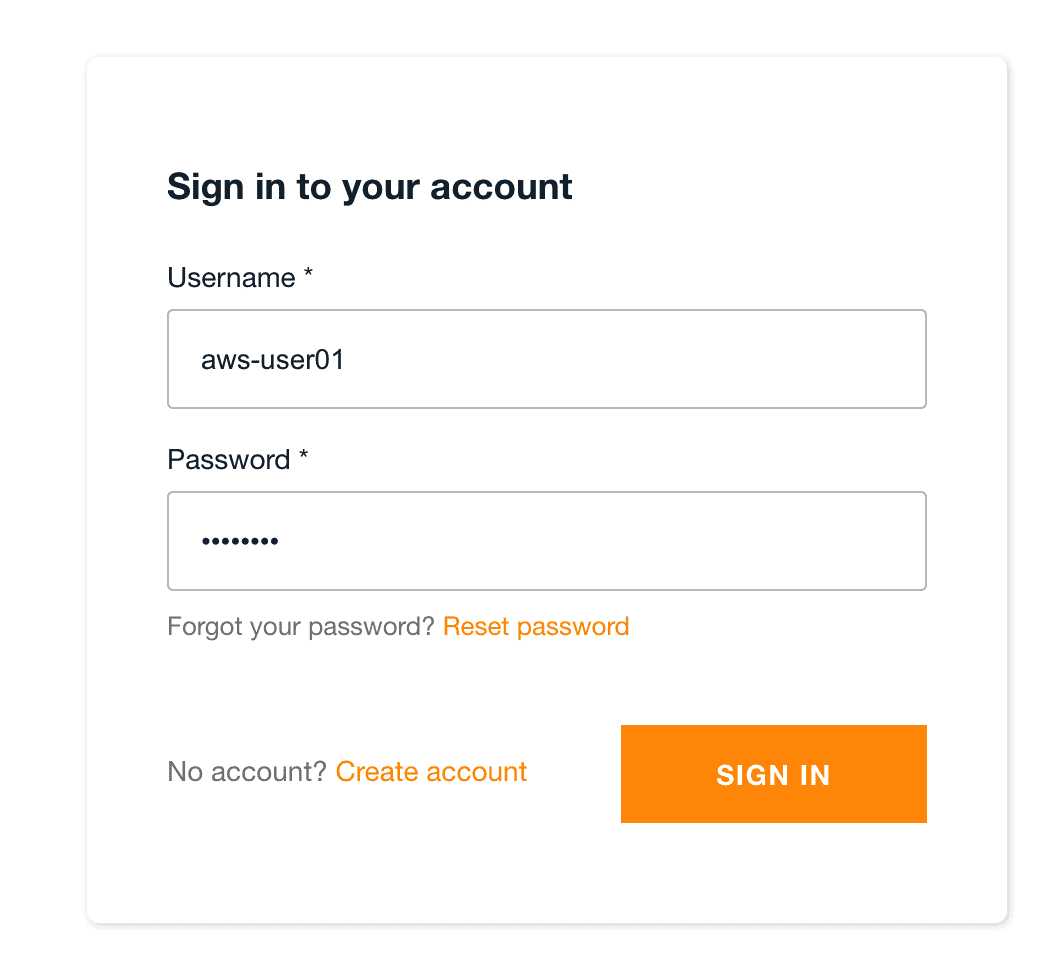 Sign in to your account
Username *
aws-user01
Password *
••••••••
Forgot your password? Reset password
No account? Create account
SIGN IN